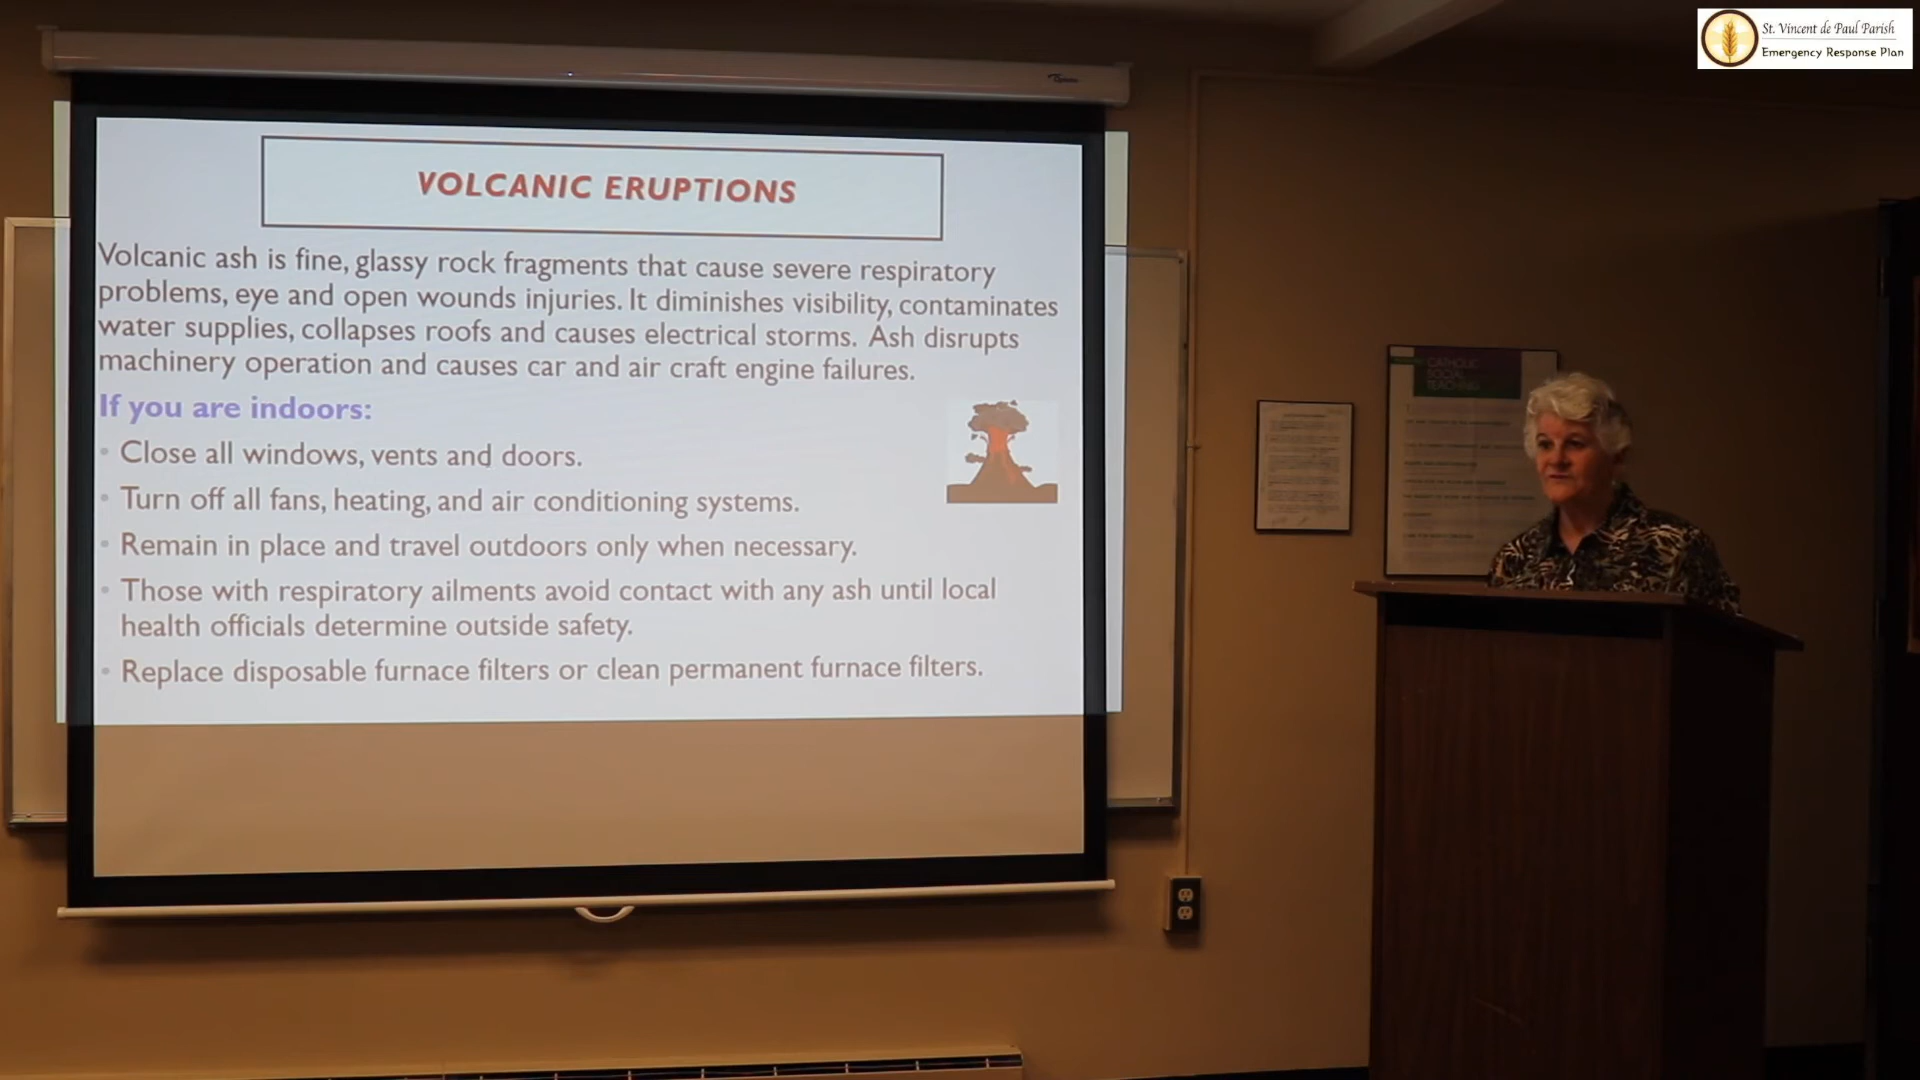 St. Vincent de Paul Parish
Emergency Response Plan
VOLCANIC ERUPTIONS
Volcanic ash is fine, glassy rock fragments that cause severe respiratory
problems, eye and open wounds injuries. It diminishes visibility, contaminates
water supplies, collapses roofs and causes electrical storms. Ash disrupts
machinery operation and causes car and air craft engine failures.
If you are indoors:
• Close all windows, vents and doors.
• Turn off all fans, heating, and air conditioning systems.
• Remain in place and travel outdoors only when necessary.
• Those with respiratory ailments avoid contact with any ash until local
health officials determine outside safety.
• Replace disposable furnace filters or clean permanent furnace filters.
CATHOLIC
SOCIAL
TEACHING